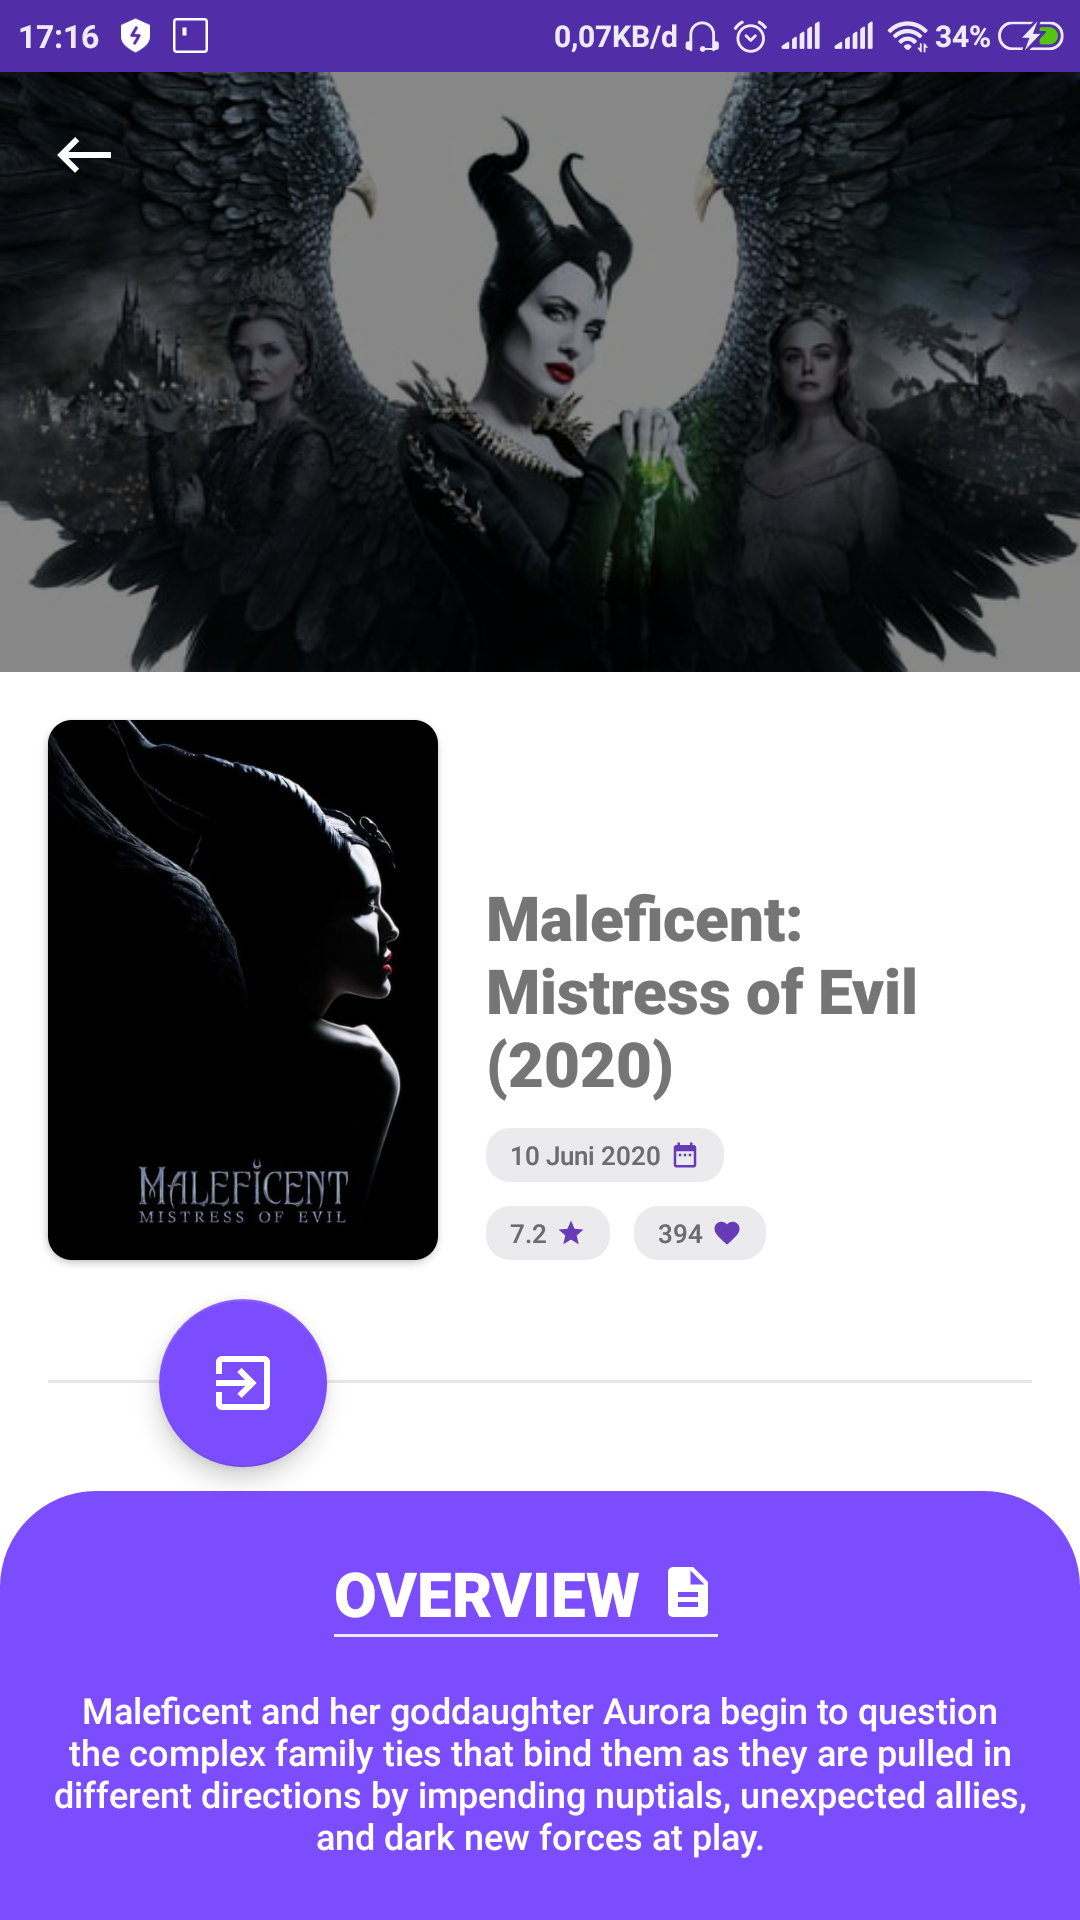 17:16
0,07KB/d
34%
MALEFICENT
MISTRESS OF EVIL
Maleficent:
Mistress of Evil
(2020)
10 Juni 2020
7.2
394
OVERVIEW
Maleficent and her goddaughter Aurora begin to question
the complex family ties that bind them as they are pulled in
different directions by impending nuptials, unexpected allies,
and dark new forces at play.